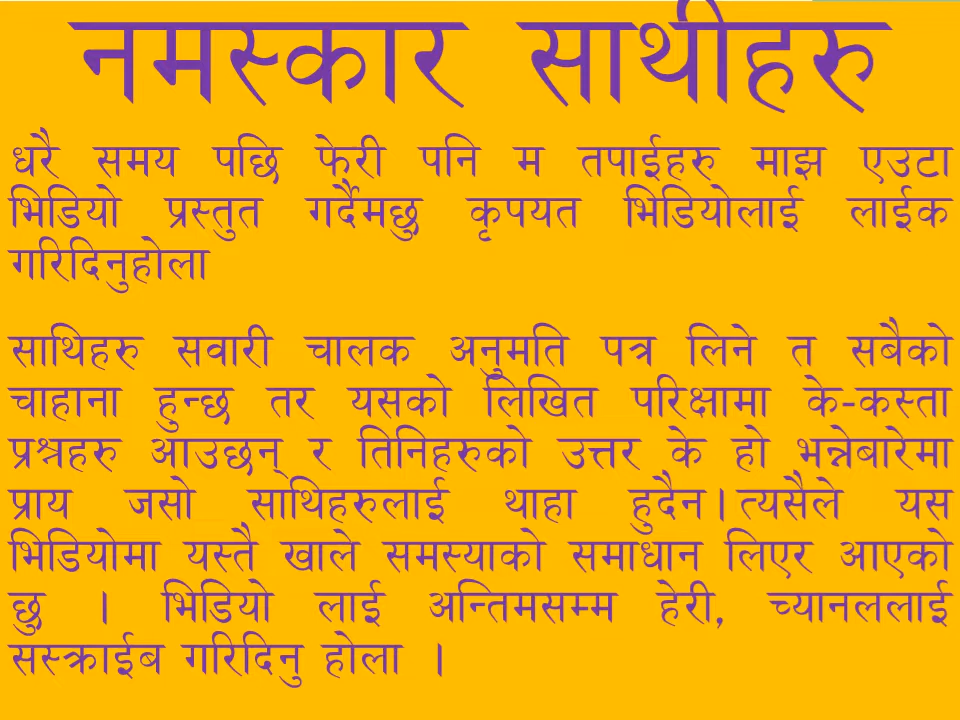 नमस्कार साथीहरु
धरै समय पछि फेरी पनि म तपाईहरु माझ एउटा
भिडियो प्रस्तुत गर्दैमछु कृपयत भिडियोलाई लाईक
गरिदिनुहोला
साथिहरु सवारी चालक अनुमति पत्र लिने त सबैको
चाहाना हुन्छ तर यसको लिखित परिक्षामा के-कस्ता
प्रश्नहरु आउछन् र तिनिहरुको उत्तर के हो भन्नेबारेमा
प्राय जसो साथिहरुलाई थाहा हुदैन। त्यसैले यस
भिडियोमा यस्तै खाले समस्याको समाधान लिएर आएको
छु । भिडियो लाई अन्तिमसम्म हेरी, च्यानललाई
सस्क्राईब गरिदिनु होला ।